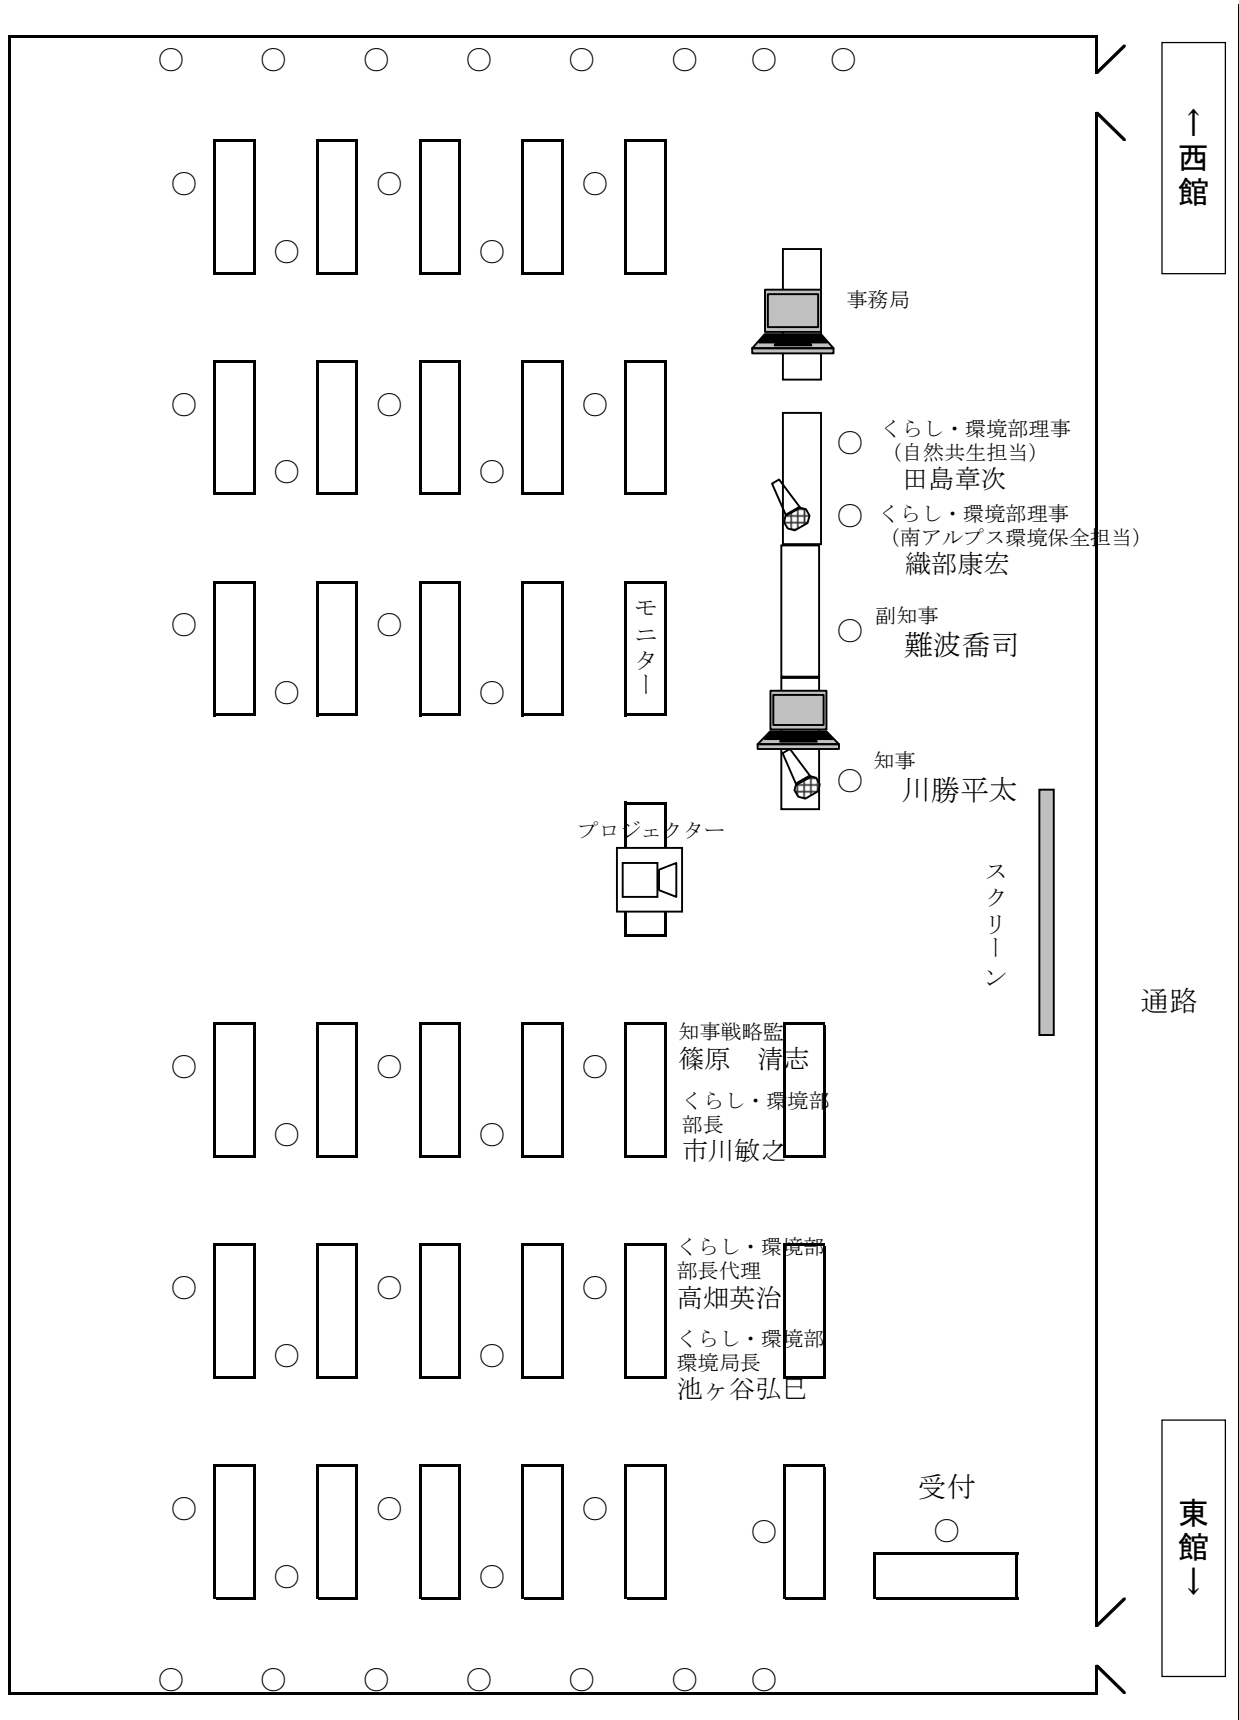 ↑西館
事務局
くらし・環境部理事
（自然共生担当）
田島章次
くらし・環境部理事
（南アルプス環境保全担当）
織部康宏
モニター
副知事
難波喬司
知事
川勝平太
プロジェクター
スクリーン
通路
知事戦略監
篠原　清志
くらし・環境部
部長
市川敏之
くらし・環境部
部長代理
高畑英治
くらし・環境部
環境局長
池ヶ谷弘巳
受付
東館↓